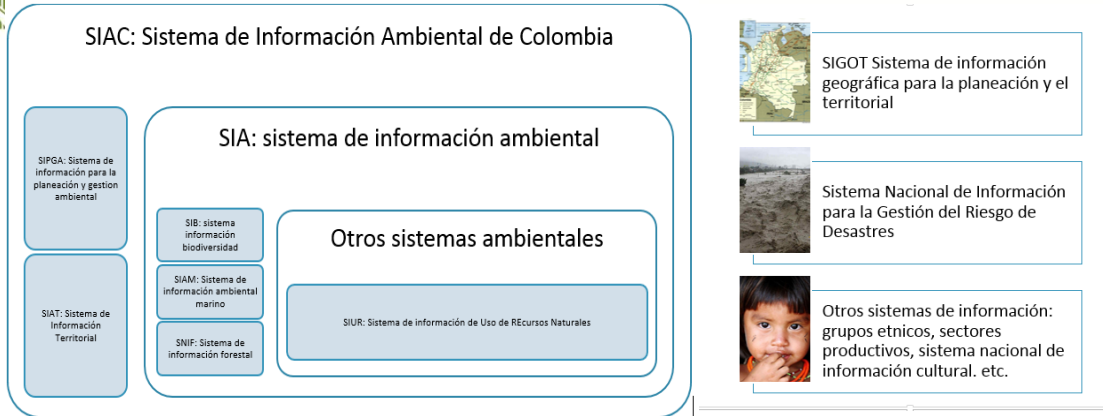 SIAC: Sistema de Información Ambiental de Colombia
SIPGA: Sistema de
información para la
planeación y gestion
ambiental
SIAT: Sistema de
Información
Territorial
SIA: sistema de información ambiental
SIB: sistema
información
biodiversidad
SIAM: Sistema de
información ambiental
marino
SNIF: Sistema de
información forestal
Otros sistemas ambientales
SIUR: Sistema de información de Uso de REcursos Naturales
SIGOT Sistema de información
geográfica para la planeación y el
territorial
Sistema Nacional de Información
para la Gestión del Riesgo de
Desastres
Otros sistemas de información:
grupos etnicos, sectores
productivos, sistema nacional de
información cultural. etc.